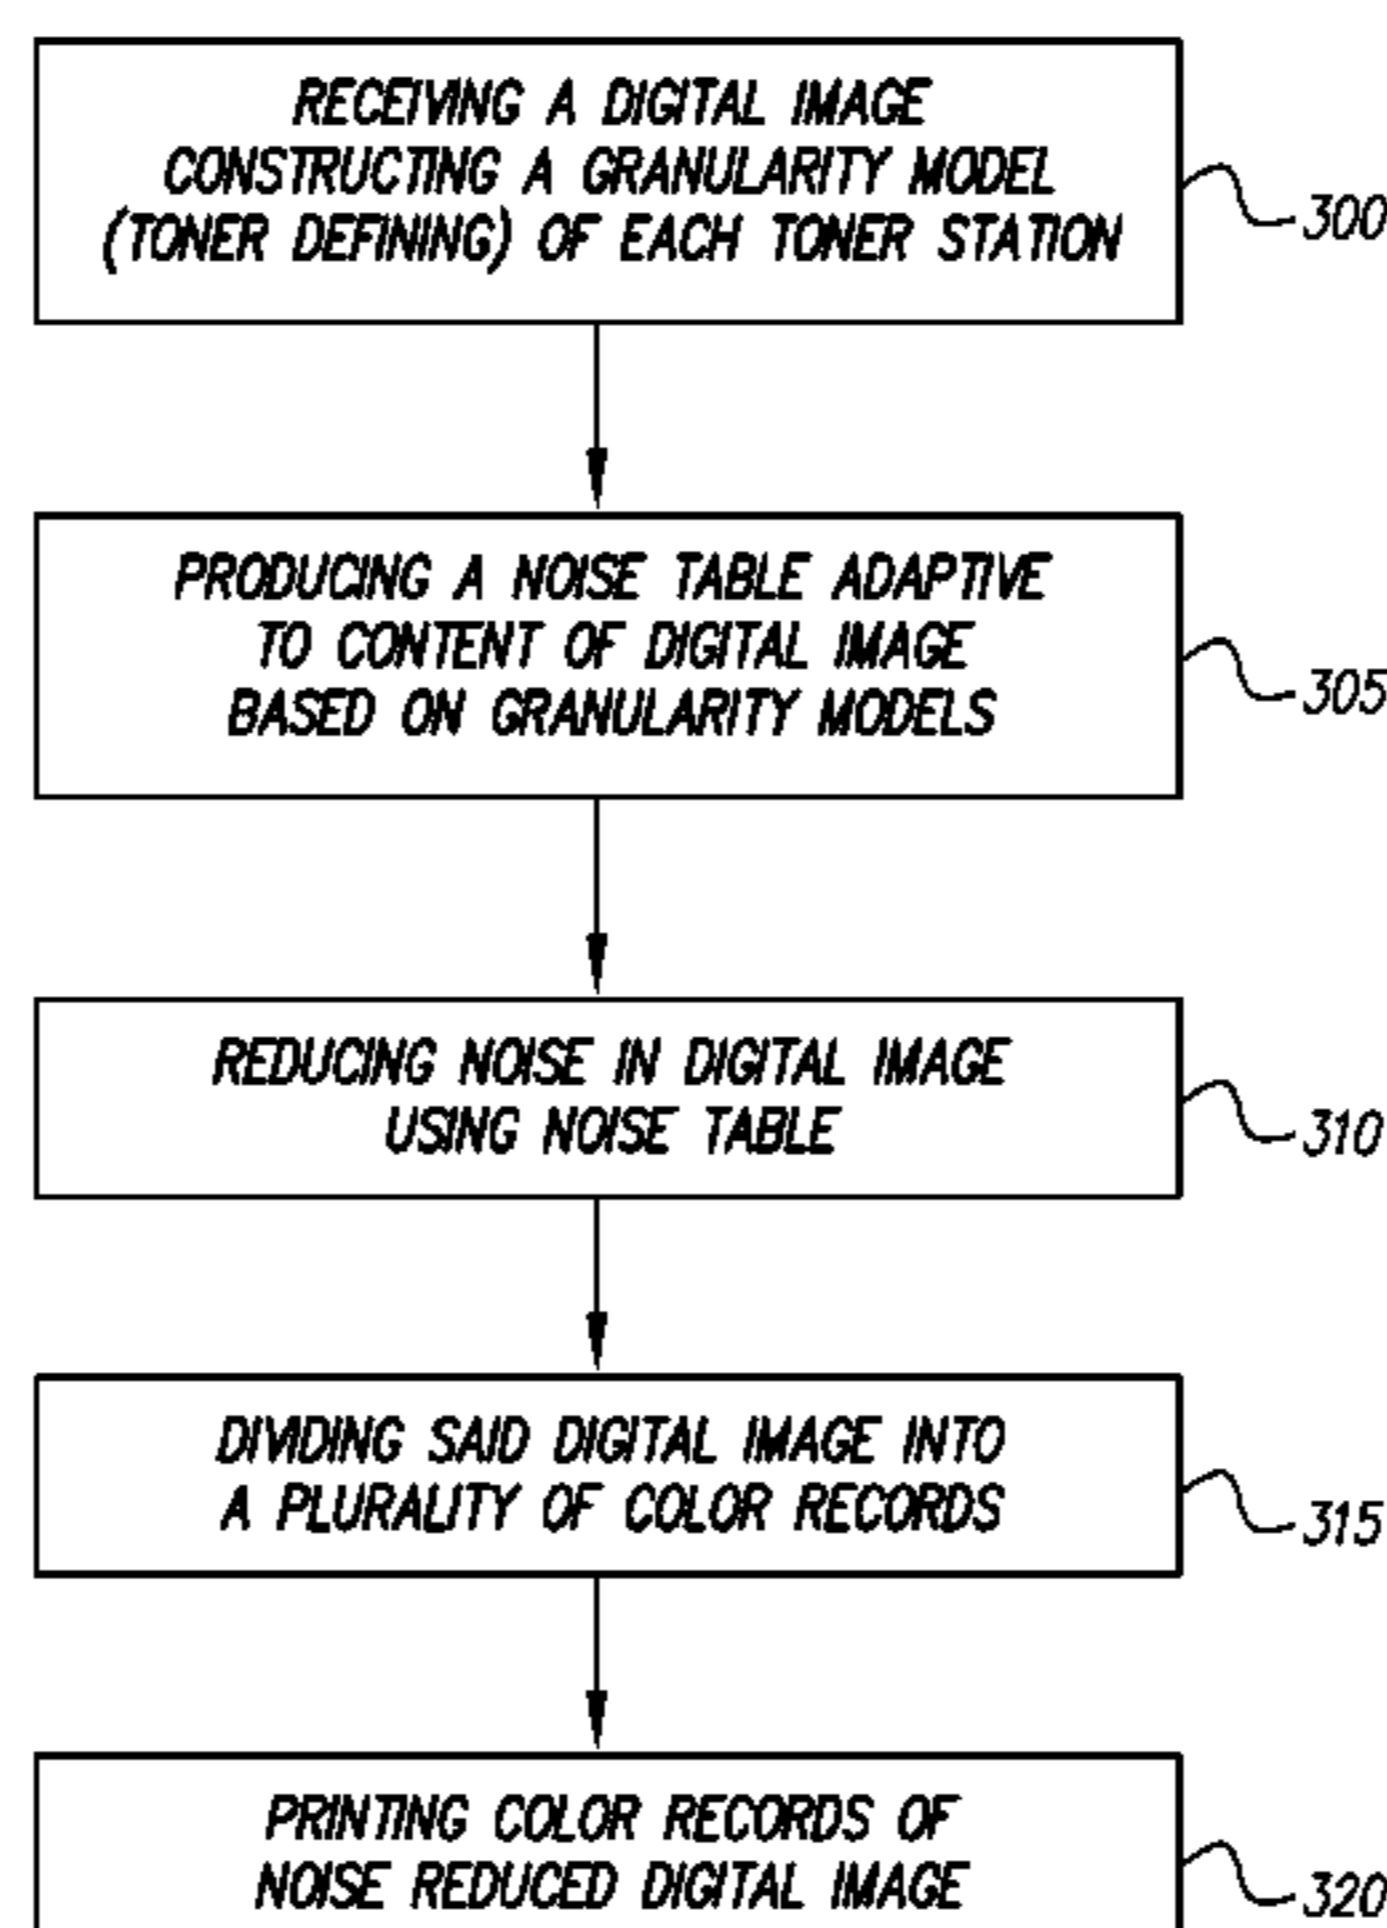 RECEIVING A DIGITAL IMAGE
CONSTRUCTING A GRANULARITY MODEL
(TONER DEFINING) OF EACH TONER STATION
300
PRODUCING A NOISE TABLE ADAPTIVE
TO CONTENT OF DIGITAL IMAGE
BASED ON GRANULARITY MODELS
305
REDUCING NOISE IN DIGITAL IMAGE
USING NOISE TABLE
310
DIVIDING SAID DIGITAL IMAGE INTO
A PLURALITY OF COLOR RECORDS
315
PRINTING COLOR RECORDS OF
NOISE REDUCED DIGITAL IMAGE
320